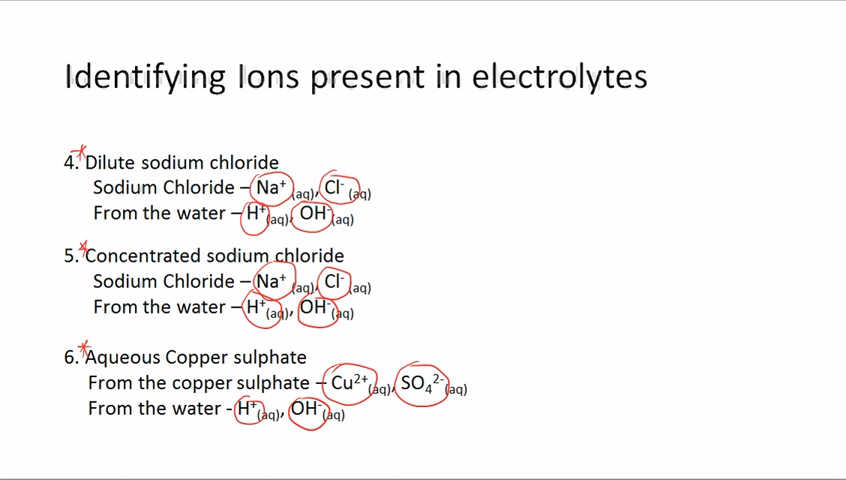 Identifying Ions present in electrolytes
4.*Dilute sodium chloride
Sodium Chloride – Na⁺ (aq), Cl⁻ (aq)
From the water – H⁺(aq), OH⁻(aq)
5.*Concentrated sodium chloride
Sodium Chloride – Na⁺ (aq), Cl⁻ (aq)
From the water – H⁺(aq), OH⁻(aq)
6.*Aqueous Copper sulphate
From the copper sulphate – Cu²⁺(aq), SO₄²⁻(aq)
From the water - H⁺(aq), OH⁻(aq)